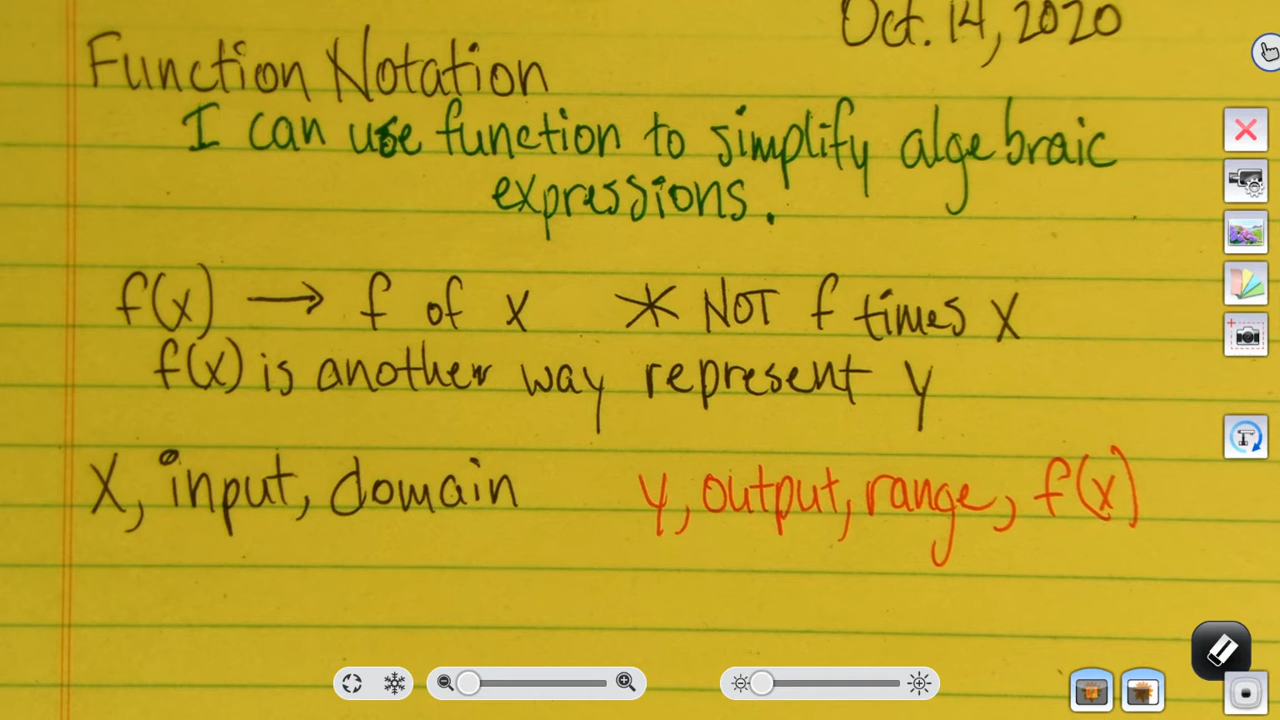 Oct. 14, 2020
Function Notation
I can use function to simplify algebraic
expressions.
f(x) → f of x * NOT f times x
f(x) is another way represent y
X, input, domain y, output, range, f(x)